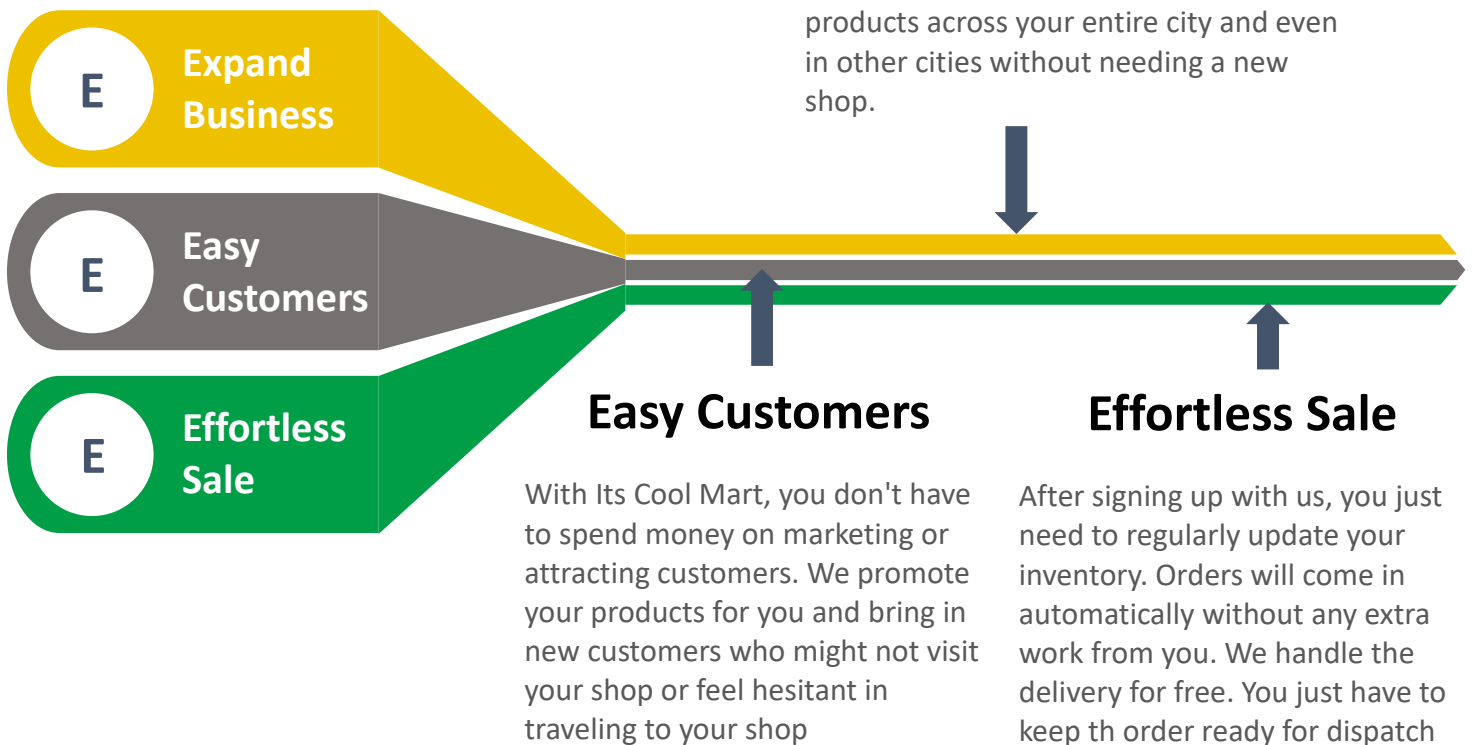 E
Expand
Business
E
Easy
Customers
E
Effortless
Sale
products across your entire city and even
in other cities without needing a new
shop.
Easy Customers
With Its Cool Mart, you don't have
to spend money on marketing or
attracting customers. We promote
your products for you and bring in
new customers who might not visit
your shop or feel hesitant in
traveling to your shop
Effortless Sale
After signing up with us, you just
need to regularly update your
inventory. Orders will come in
automatically without any extra
work from you. We handle the
delivery for free. You just have to
keep th order ready for dispatch